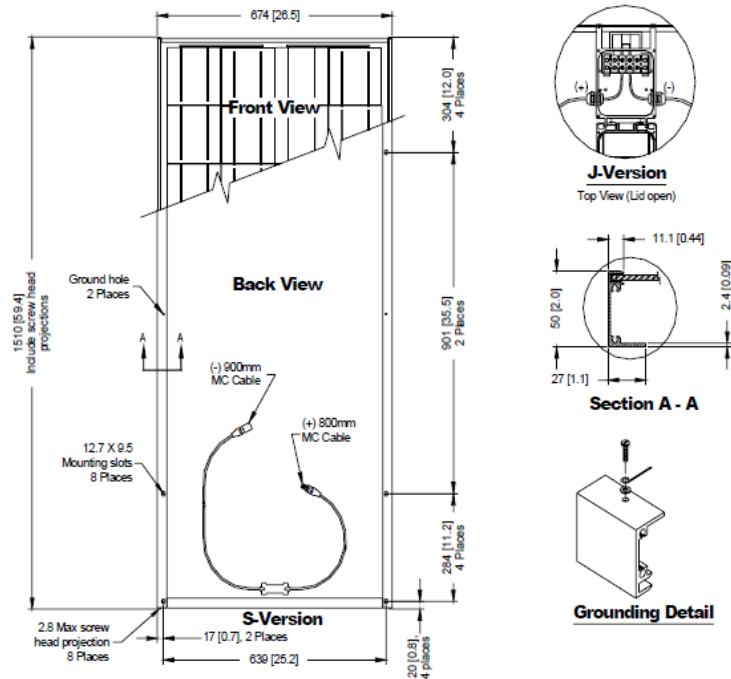 674 [26.5]
Front View
304 [12.0]
4 Places
(+)
(-)
J-Version
Top View (Lid open)
1510 [59.4]
Include screw head
projections
Ground hole
2 Places
Back View
901 [35.5]
2 Places
A
A
11.1 [0.44]
50 [2.0]
2.4 [0.09]
27 [1.1]
Section A - A
(-) 900mm
MC Cable
(+) 800mm
MC Cable
12.7 X 9.5
Mounting slots
8 Places
284 [11.2]
4 Places
Grounding Detail
S-Version
2.8 Max screw
head projection
8 Places
17 [0.7], 2 Places
639 [25.2]
20 [0.8],
4 places